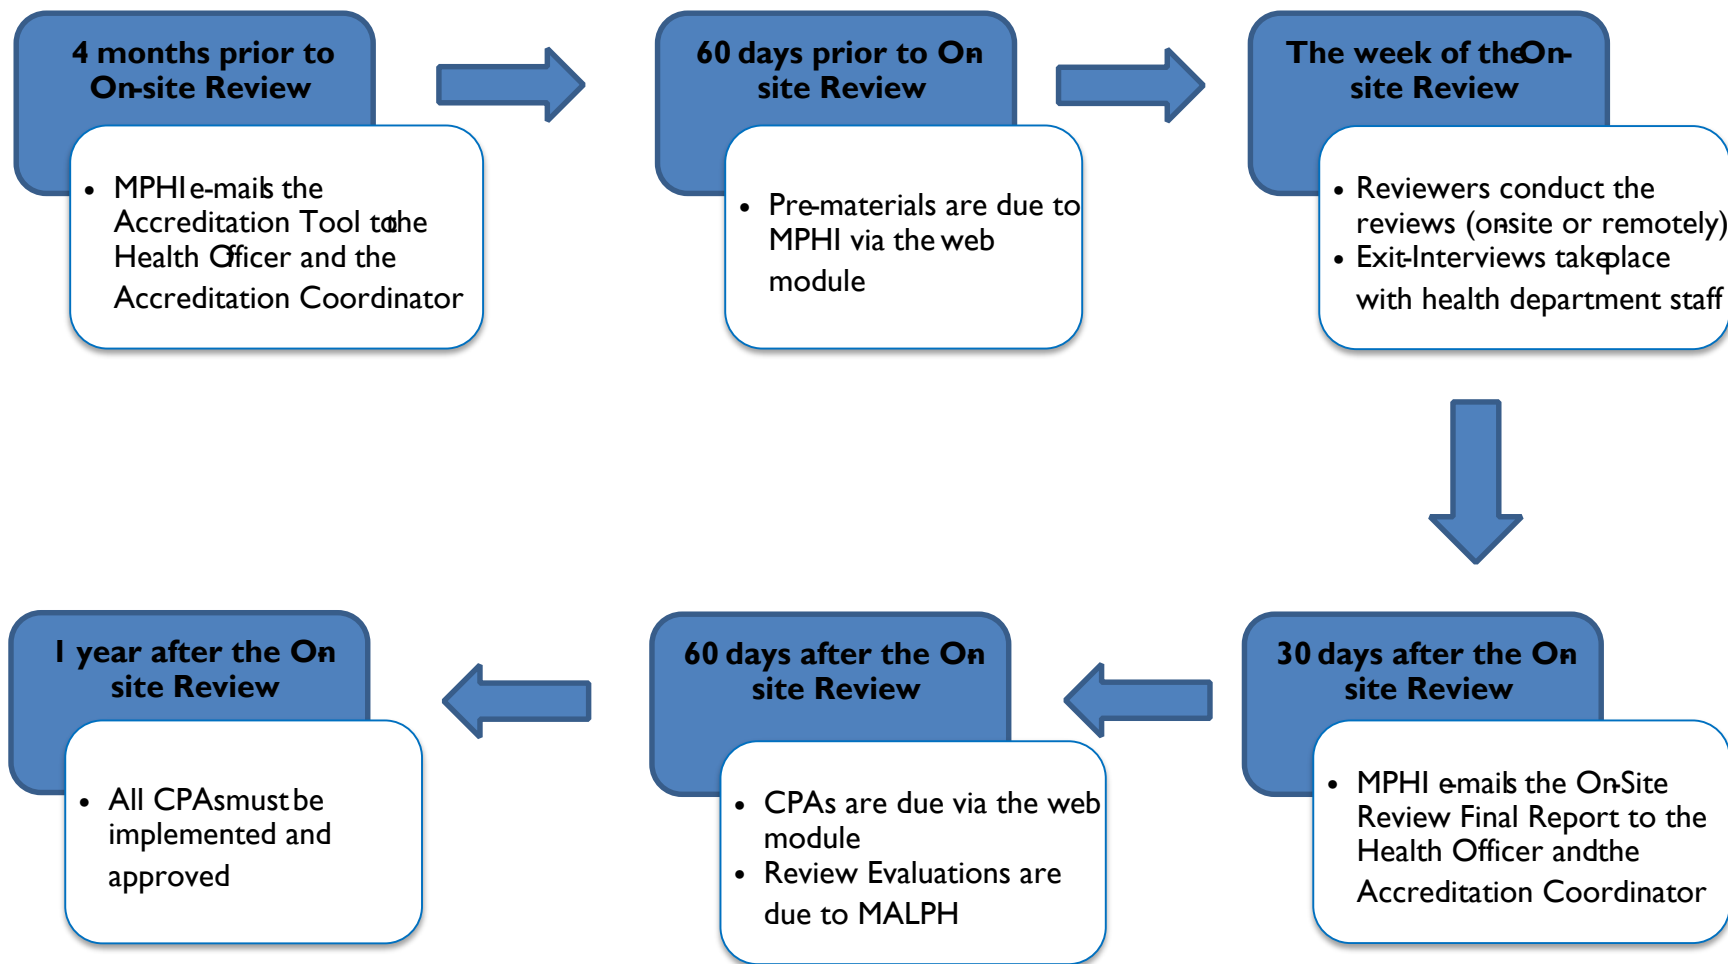 4 months prior to
On-site Review
• MPHI e-mails the
Accreditation Tool to the
Health Officer and the
Accreditation Coordinator
60 days prior to On-
site Review
• Pre-materials are due to
MPHI via the web
module
The week of the On-
site Review
• Reviewers conduct the
reviews (on-site or remotely)
• Exit-Interviews take place
with health department staff
30 days after the On-
site Review
• MPHI e-mails the On-Site
Review Final Report to the
Health Officer and the
Accreditation Coordinator
60 days after the On-
site Review
• CPAs are due via the web
module
• Review Evaluations are
due to MALPH
1 year after the On-
site Review
• All CPAs must be
implemented and
approved